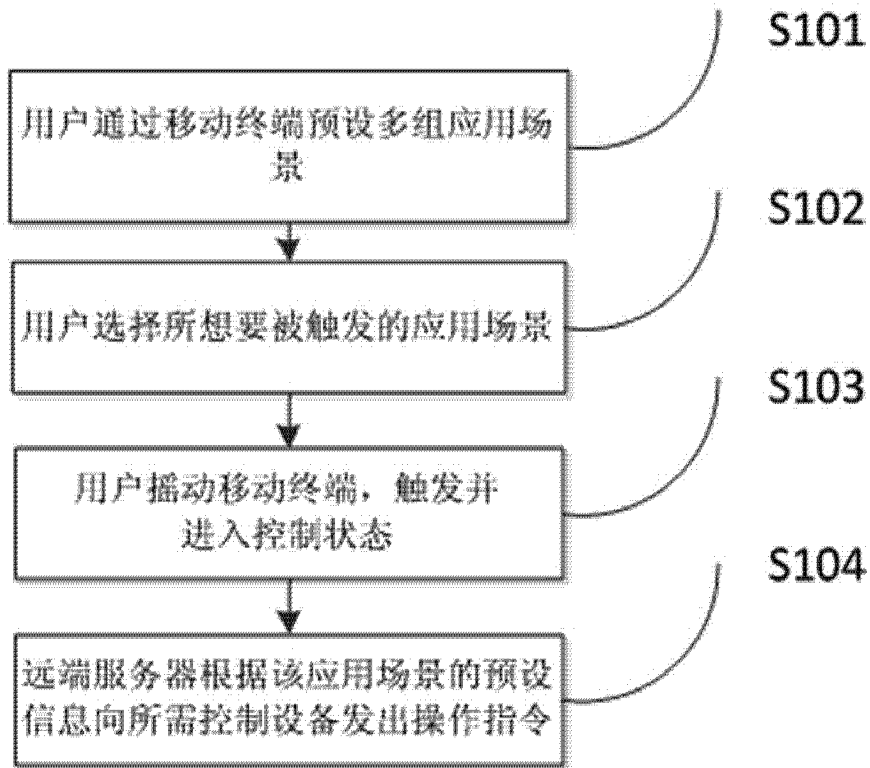 S101
用户通过移动终端预设多组应用场
景
S102
用户选择所想要被触发的应用场景
S103
用户摇动移动终端，触发并
进入控制状态
S104
远端服务器根据该应用场景的预设
信息向所需控制设备发出操作指令